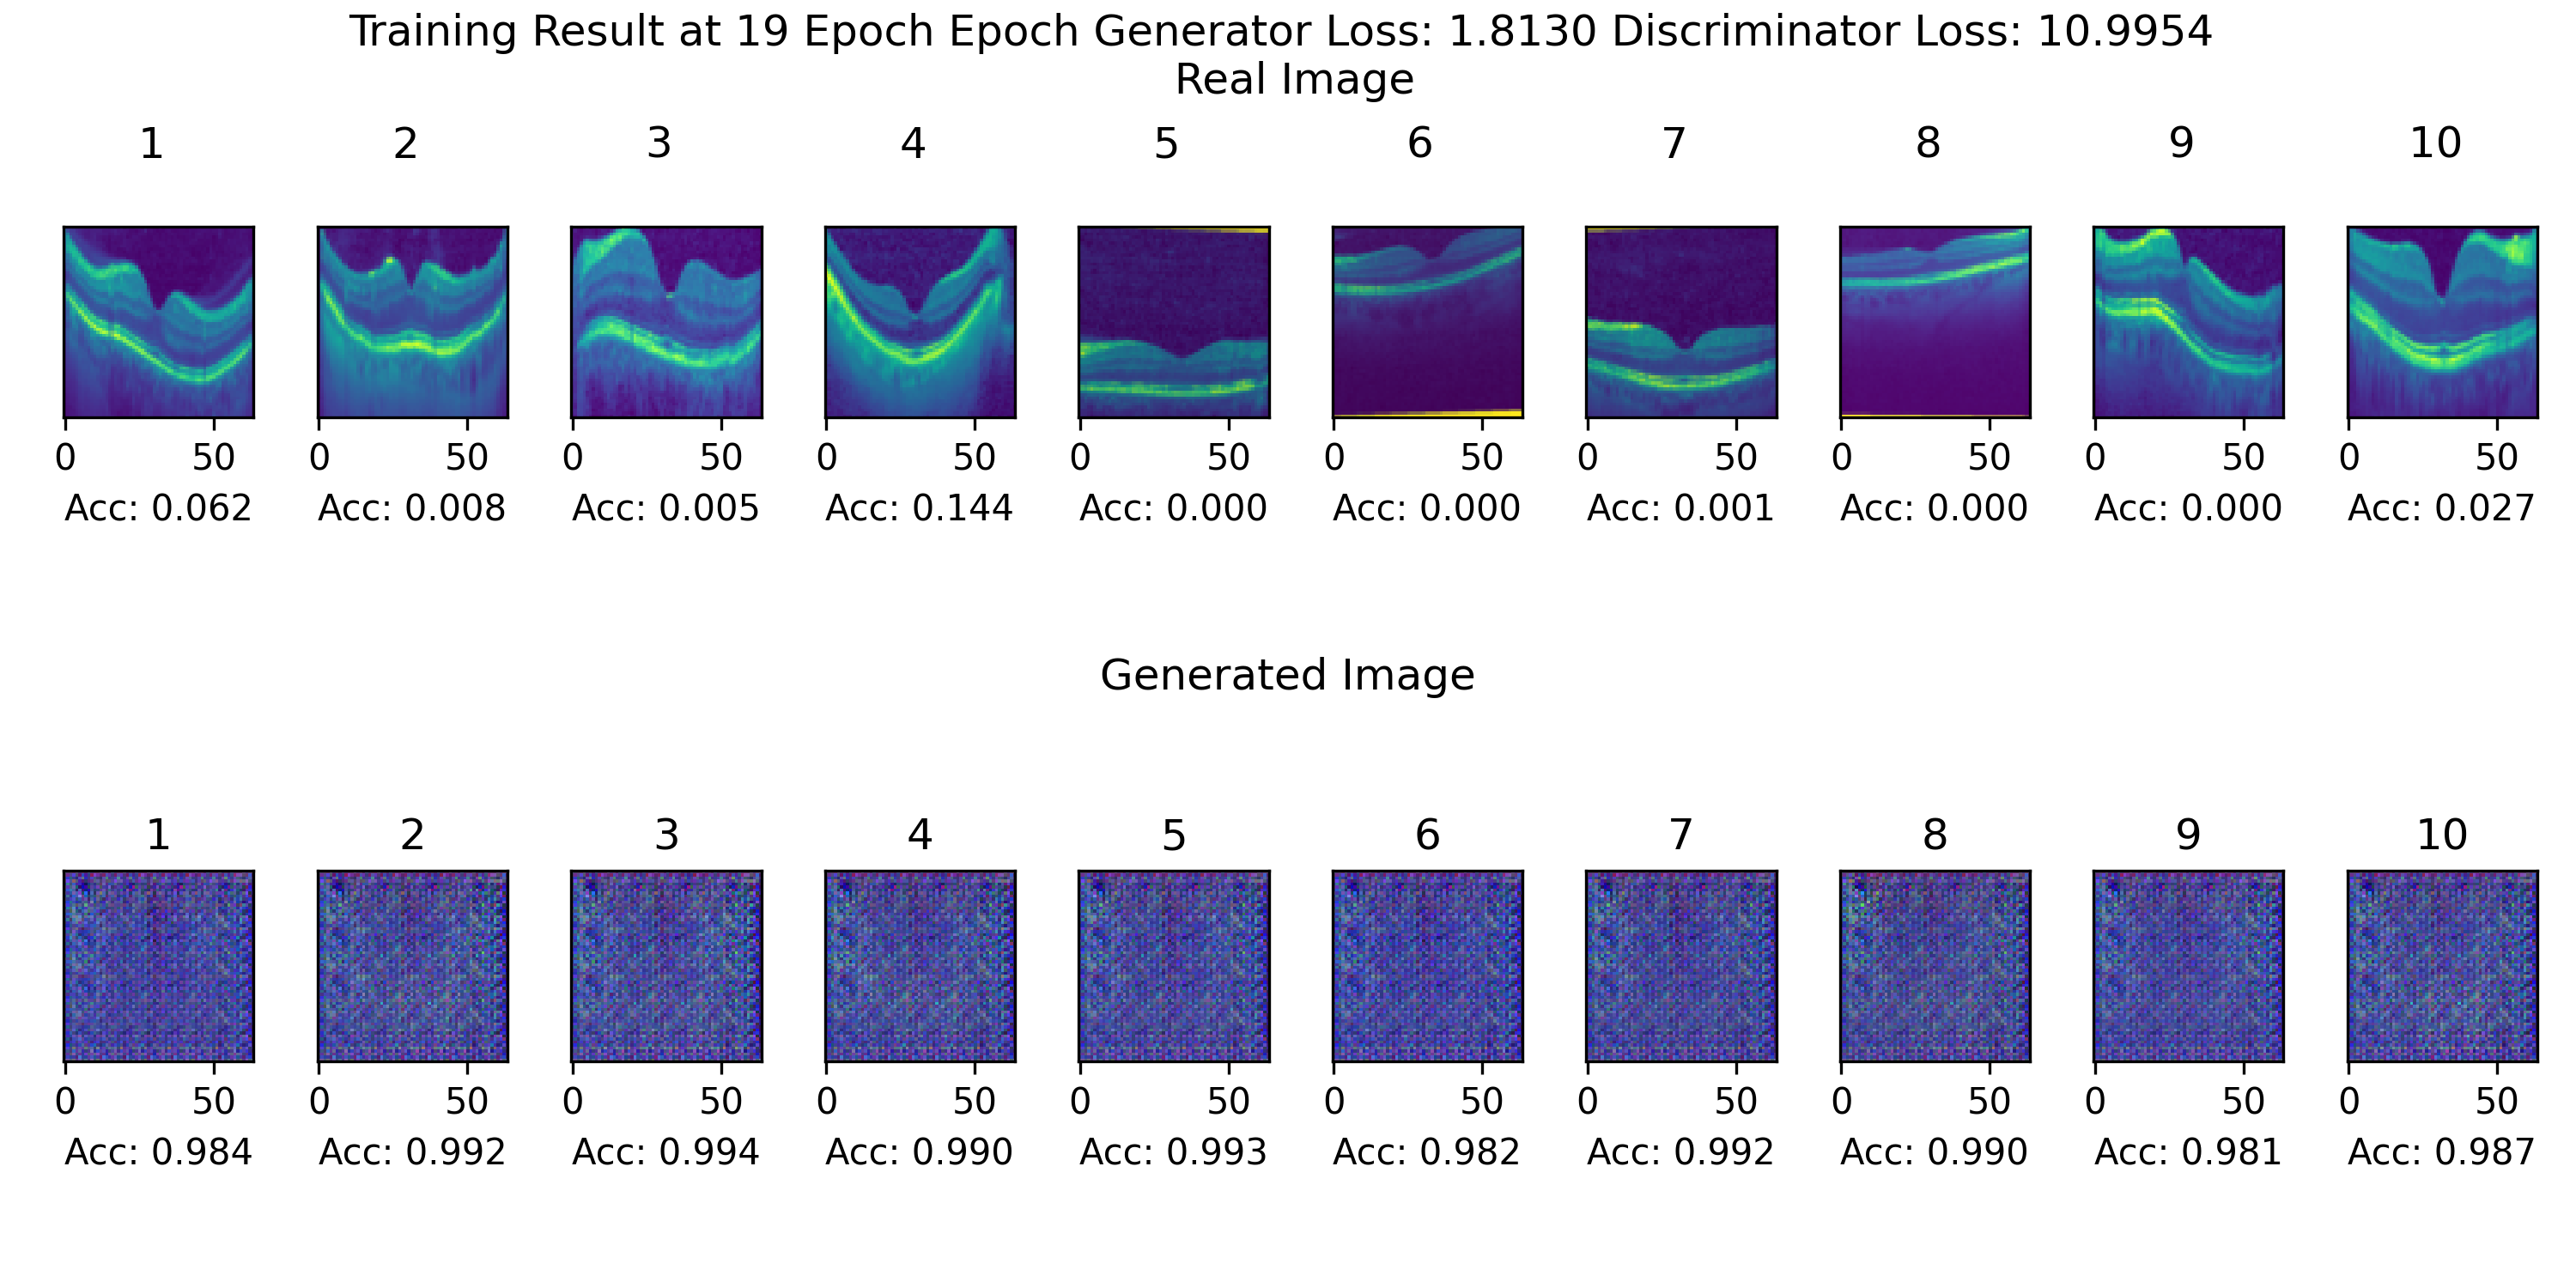 Training Result at 19 Epoch Epoch Generator Loss: 1.8130 Discriminator Loss: 10.9954
Real Image
1 2 3 4 5 6 7 8 9 10
0 50 0 50 0 50 0 50 0 50 0 50 0 50 0 50 0 50 0 50
Acc: 0.062 Acc: 0.008 Acc: 0.005 Acc: 0.144 Acc: 0.000 Acc: 0.000 Acc: 0.001 Acc: 0.000 Acc: 0.000 Acc: 0.027
Generated Image
1 2 3 4 5 6 7 8 9 10
0 50 0 50 0 50 0 50 0 50 0 50 0 50 0 50 0 50 0 50
Acc: 0.984 Acc: 0.992 Acc: 0.994 Acc: 0.990 Acc: 0.993 Acc: 0.982 Acc: 0.992 Acc: 0.990 Acc: 0.981 Acc: 0.987